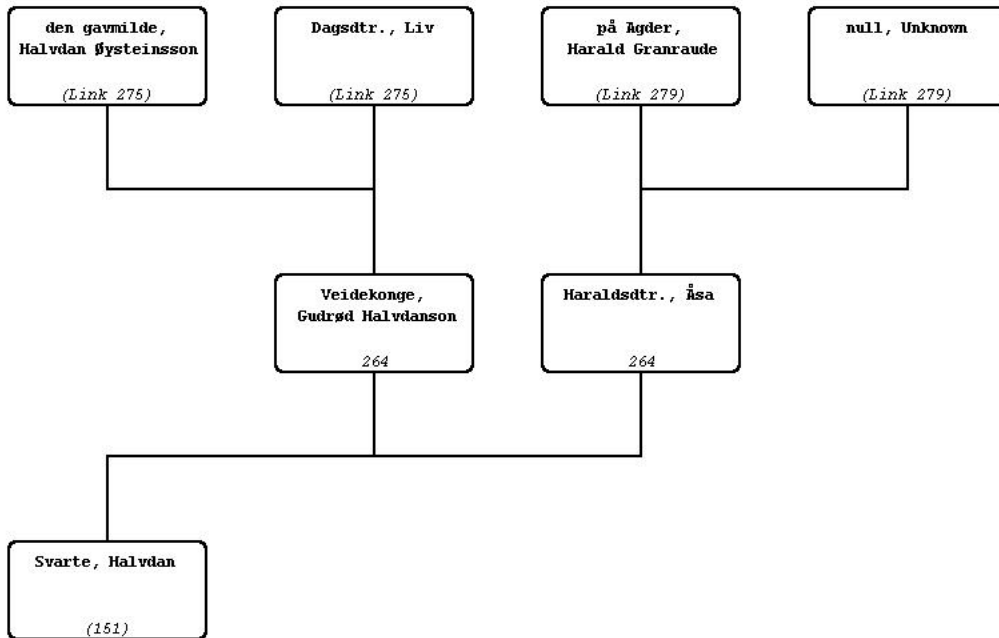 den gavmilde,
Halvdan Øysteinsson
(Link 275)
Dagsdtr., Liv
(Link 275)
på Agder,
Harald Granraude
(Link 279)
null, Unknown
(Link 279)
Veidekonge,
Gudrød Halvdanson
264
Haraldsdtr., Åsa
264
Svarte, Halvdan
(151)